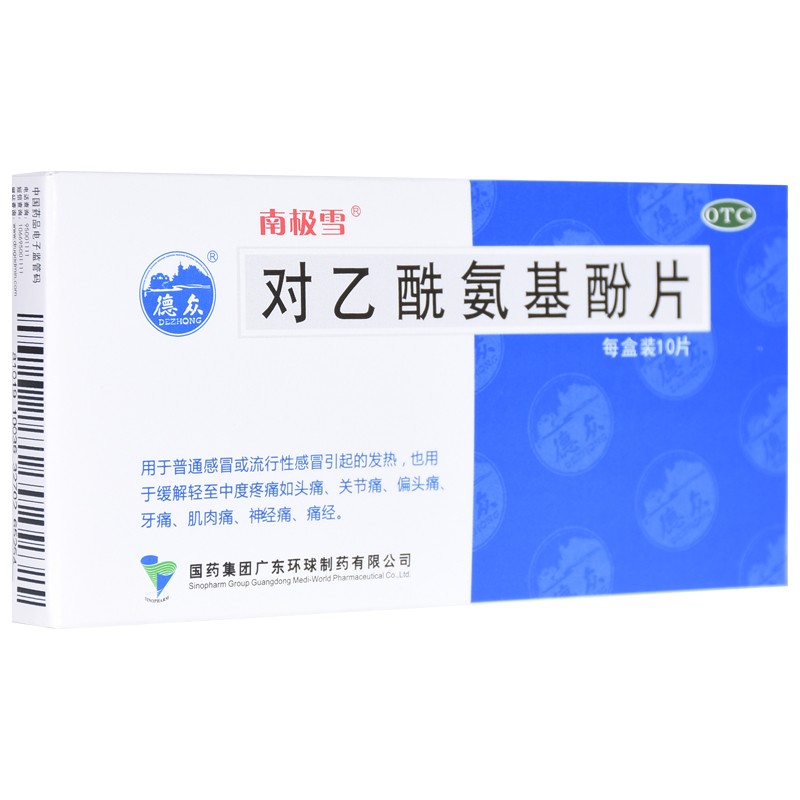 南极雪®
OTC
对乙酰氨基酚片
每盒装10片
德众®
DEZHONG
用于普通感冒或流行性感冒引起的发热，也用
于缓解轻至中度疼痛如头痛、关节痛、偏头痛、
牙痛、肌肉痛、神经痛、痛经。
国药集团广东环球制药有限公司
Sinopharm Group Guangdong Medi-World Pharmaceutical Co.,Ltd.
中国药品电子监管码